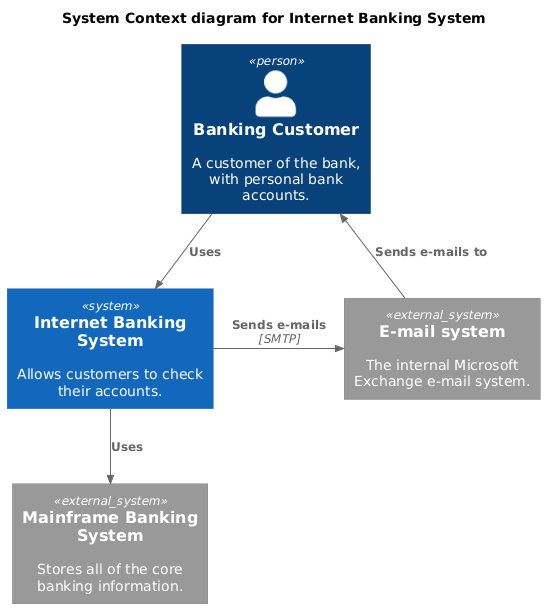 System Context diagram for Internet Banking System
«person»
Banking Customer
A customer of the bank,
with personal bank
accounts.
Uses
Sends e-mails to
«system»
Internet Banking
System
Allows customers to check
their accounts.
Sends e-mails
[SMTP]
«external_system»
E-mail system
The internal Microsoft
Exchange e-mail system.
Uses
«external_system»
Mainframe Banking
System
Stores all of the core
banking information.